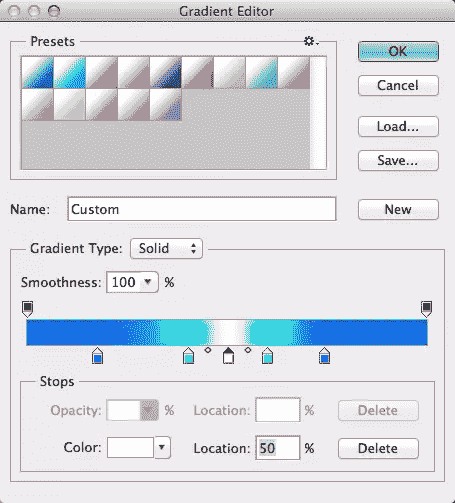 Gradient Editor
Presets
OK
Cancel
Load...
Save...
Name: Custom New
Gradient Type: Solid
Smoothness: 100 %
Stops
Opacity: % Location: % Delete
Color: Location: 50 % Delete